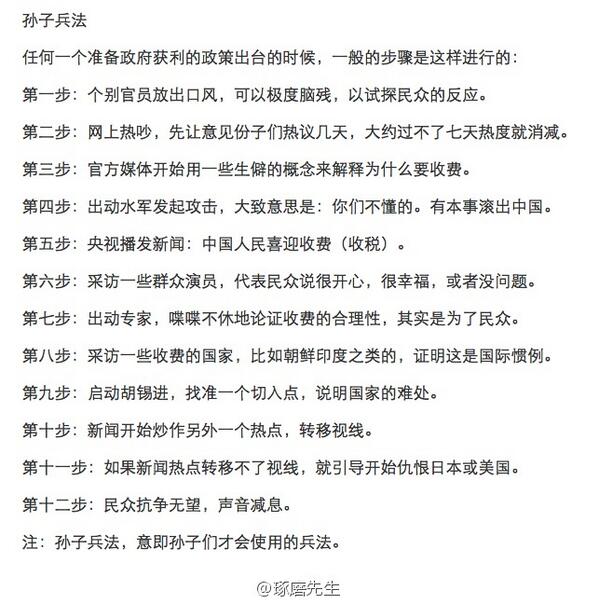 孙子兵法
任何一个准备政府获利的政策出台的时候，一般的步骤是这样进行的：
第一步：个别官员放出口风，可以极度脑残，以试探民众的反应。
第二步：网上热吵，先让意见份子们热议几天，大约过不了七天热度就消减。
第三步：官方媒体开始用一些生僻的概念来解释为什么要收费。
第四步：出动水军发起攻击，大致意思是：你们不懂的。有本事滚出中国。
第五步：央视播发新闻：中国人民喜迎收费（收税）。
第六步：采访一些群众演员，代表民众说很开心，很幸福，或者没问题。
第七步：出动专家，喋喋不休地论证收费的合理性，其实是为了民众。
第八步：采访一些收费的国家，比如朝鲜印度之类的，证明这是国际惯例。
第九步：启动胡锡进，找准一个切入点，说明国家的难处。
第十步：新闻开始炒作另外一个热点，转移视线。
第十一步：如果新闻热点转移不了视线，就引导开始仇恨日本或美国。
第十二步：民众抗争无望，声音减息。
注：孙子兵法，意即孙子们才会使用的兵法。
@琢磨先生